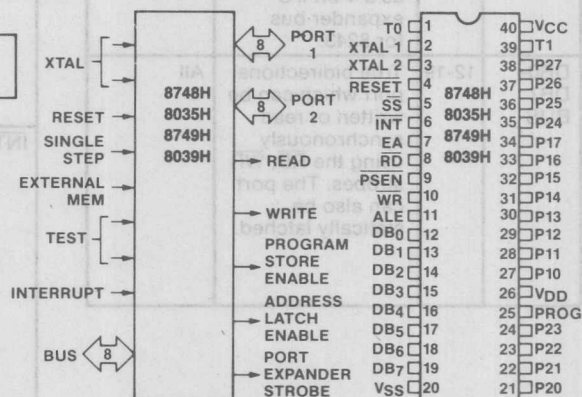 XTAL
RESET
SINGLE
STEP
EXTERNAL
MEM
TEST
INTERRUPT
BUS
8
8748H
8035H
8749H
8039H
8
PORT
1
8
PORT
2
READ
WRITE
PROGRAM
STORE
ENABLE
ADDRESS
LATCH
ENABLE
PORT
EXPANDER
STROBE
T0 1
XTAL 1 2
XTAL 2 3
RESET 4
SS 5
INT 6
EA 7
RD 8
PSEN 9
WR 10
ALE 11
DB0 12
DB1 13
DB2 14
DB3 15
DB4 16
DB5 17
DB6 18
DB7 19
VSS 20
8748H
8035H
8749H
8039H
40 VCC
39 T1
38 P27
37 P26
36 P25
35 P24
34 P17
33 P16
32 P15
31 P14
30 P13
29 P12
28 P11
27 P10
26 VDD
25 PROG
24 P23
23 P22
22 P21
21 P20